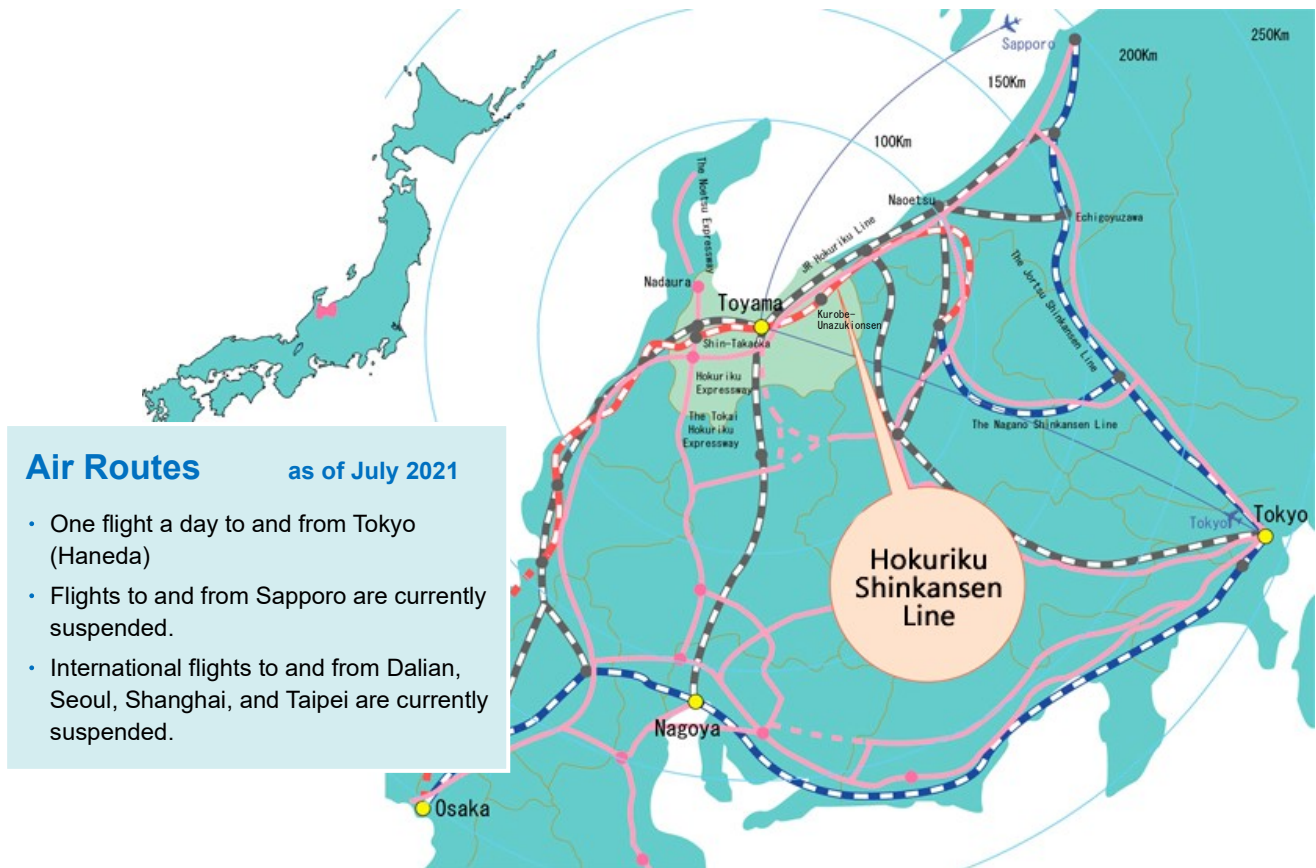 250Km
Sapporo
200Km
150Km
100Km
The Noetsu Expressway
Naoetsu
Echigoyuzawa
JR Hokuriku Line
Nadaura
Toyama
Kurobe-
Unazukionsen
The Jortsu Shinkansen Line
Shin-Takaoka
Hokuriku
Expressway
The Tokai
Hokuriku
Expressway
The Nagano Shinkansen Line
Air Routes as of July 2021
• One flight a day to and from Tokyo
(Haneda)
• Flights to and from Sapporo are currently
suspended.
• International flights to and from Dalian,
Seoul, Shanghai, and Taipei are currently
suspended.
Tokyo
Tokyo
Hokuriku
Shinkansen
Line
Nagoya
Osaka